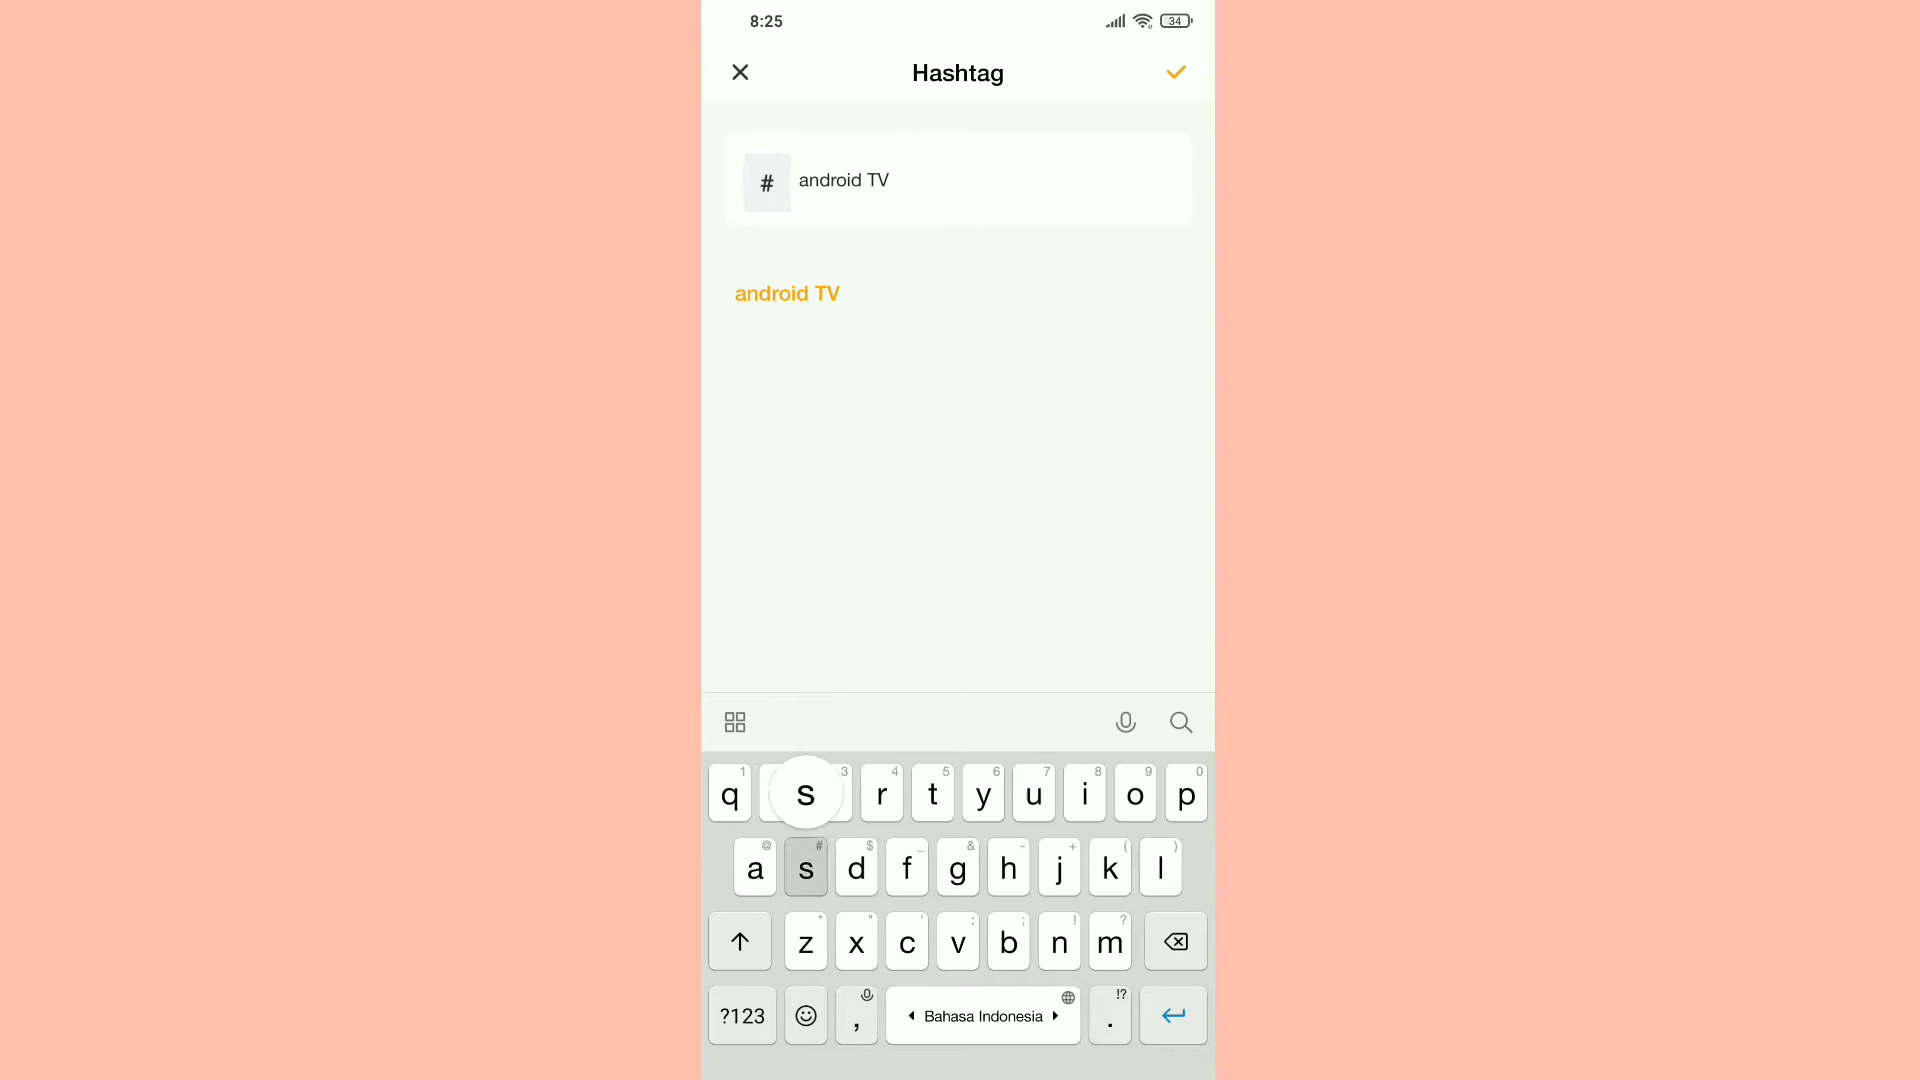 8:25
34
Hashtag
# android TV
android TV
1 3 4 5 6 7 8 9 0
q s r t y u i o p
@ # $ _ & - + ( )
a s d f g h j k l
* " ' : ; ! ?
z x c v b n m
!?
?123 , Bahasa Indonesia .